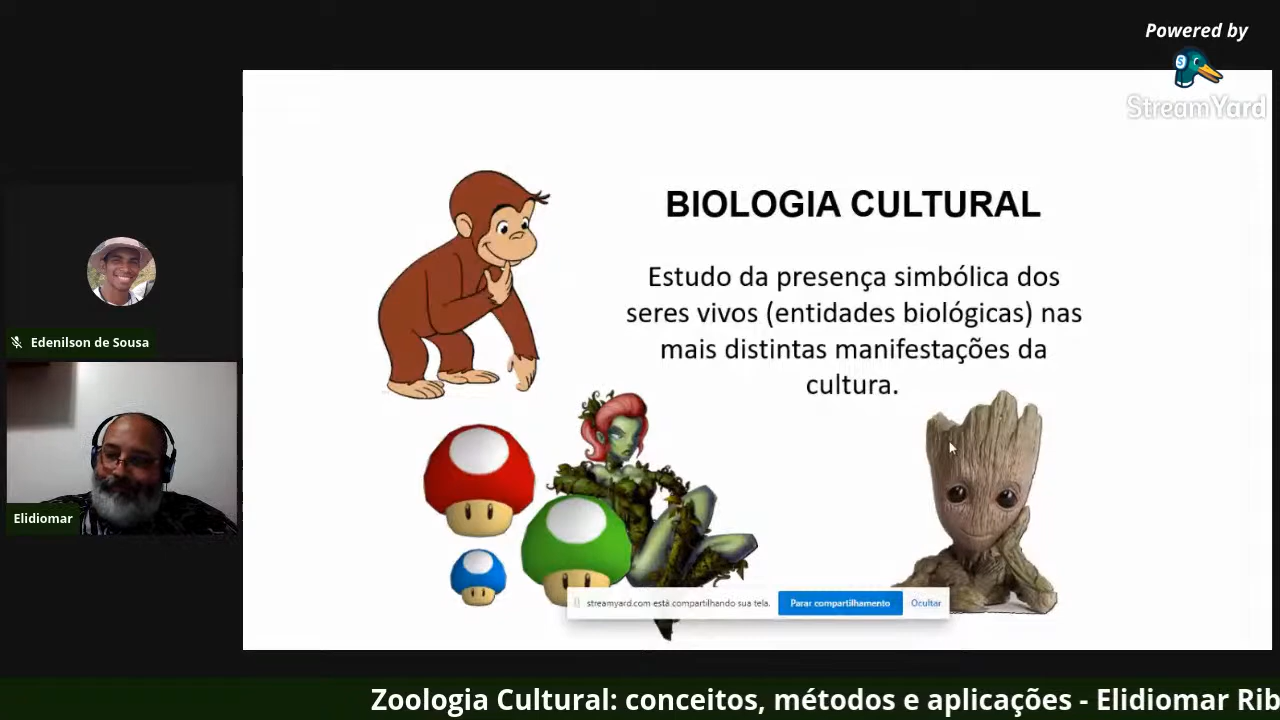 Powered by
StreamYard
BIOLOGIA CULTURAL
Estudo da presença simbólica dos
seres vivos (entidades biológicas) nas
mais distintas manifestações da
cultura.
Edenilson de Sousa
Elidiomar
streamyard.com está compartilhando sua tela.
Parar compartilhamento
Ocultar
Zoologia Cultural: conceitos, métodos e aplicações - Elidiomar Rib